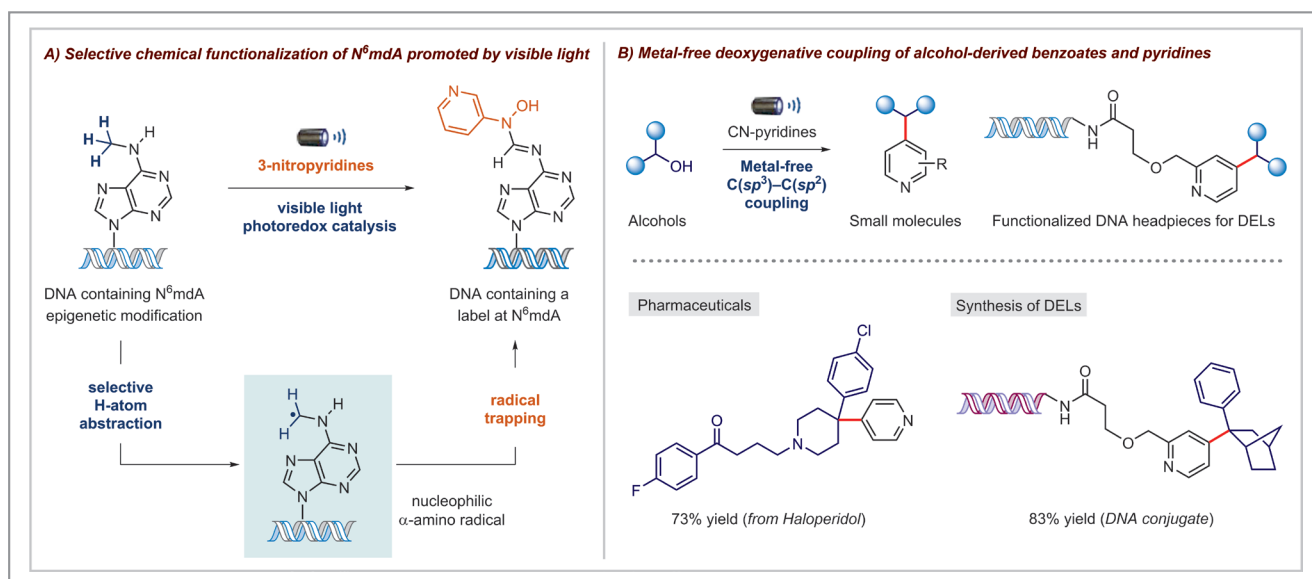 A) Selective chemical functionalization of N⁶mdA promoted by visible light
N
OH
N
H
N
H
H
H
N
H
N
N
N
N
N
3-nitropyridines
visible light
photoredox catalysis
N
N
N
N
DNA containing N⁶mdA
epigenetic modification
DNA containing a
label at N⁶mdA
selective
H-atom
abstraction
H
H
N
H
N
N
N
N
radical
trapping
nucleophilic
α-amino radical
B) Metal-free deoxygenative coupling of alcohol-derived benzoates and pyridines
OH
Alcohols
CN-pyridines
Metal-free
C(sp³)–C(sp²)
coupling
N
R
Small molecules
O
N
H
O
N
Functionalized DNA headpieces for DELs
Pharmaceuticals
Cl
N
O
N
F
73% yield (from Haloperidol)
Synthesis of DELs
O
N
H
O
N
83% yield (DNA conjugate)